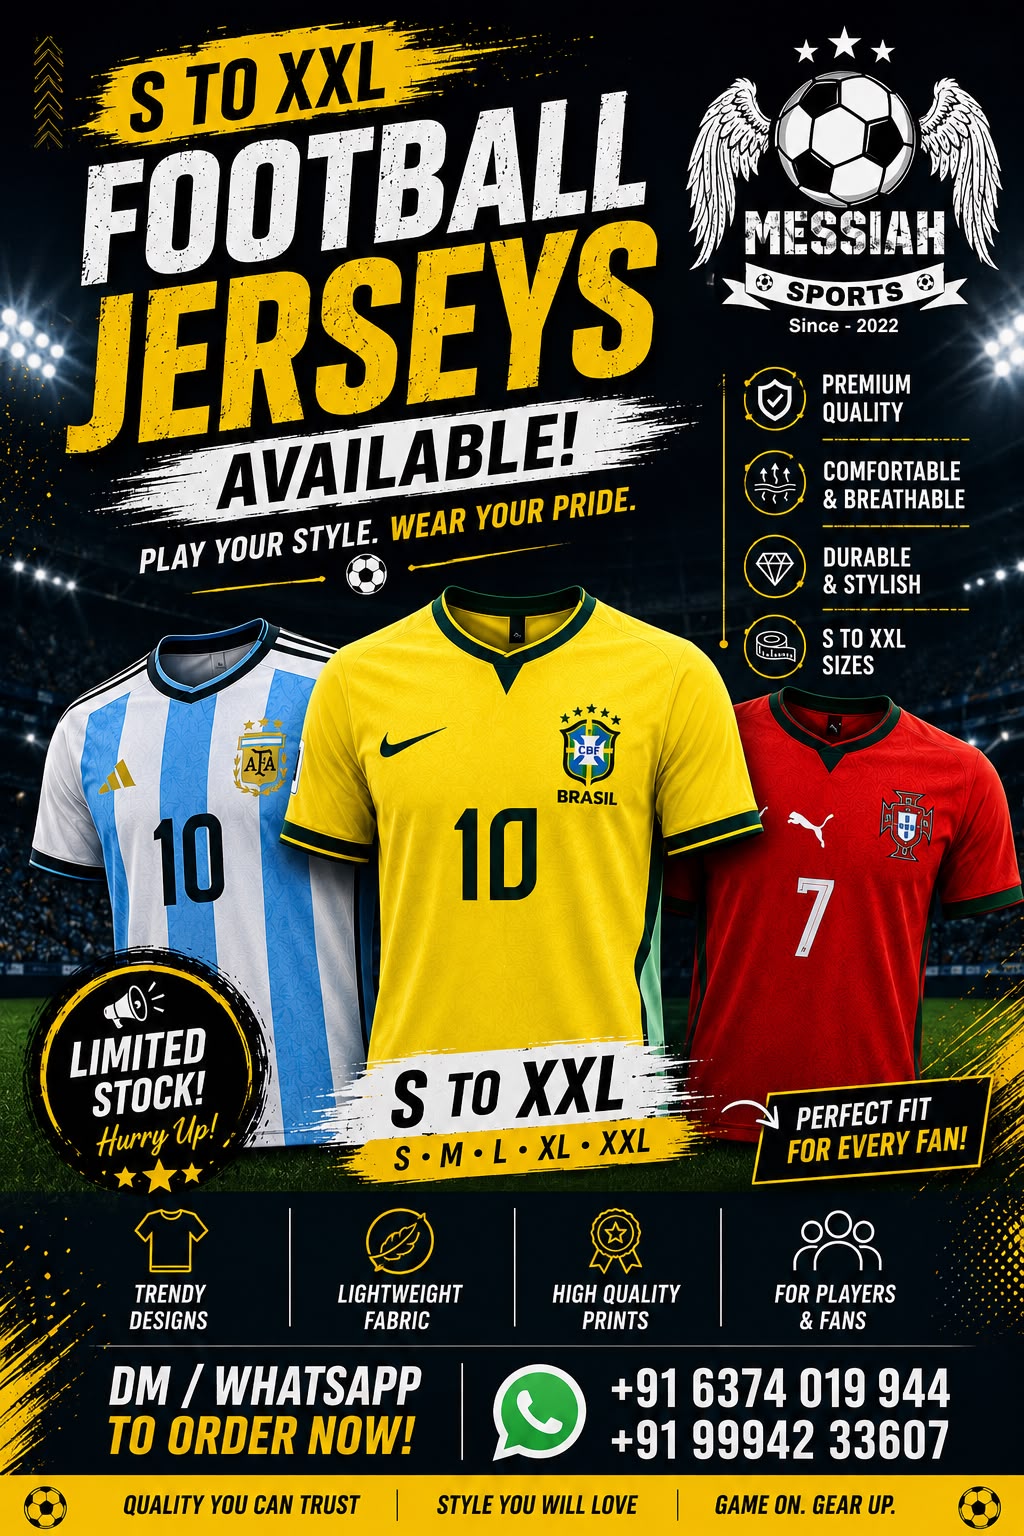 S TO XXL
FOOTBALL
JERSEYS
AVAILABLE!
PLAY YOUR STYLE. WEAR YOUR PRIDE.
MESSIAH
SPORTS
Since - 2022
PREMIUM
QUALITY
COMFORTABLE
& BREATHABLE
DURABLE
& STYLISH
S TO XXL
SIZES
AFA
10
CBF
BRASIL
10
7
LIMITED
STOCK!
Hurry Up!
S TO XXL
S • M • L • XL • XXL
PERFECT FIT
FOR EVERY FAN!
TRENDY
DESIGNS
LIGHTWEIGHT
FABRIC
HIGH QUALITY
PRINTS
FOR PLAYERS
& FANS
DM / WHATSAPP
TO ORDER NOW!
+91 6374 019 944
+91 99942 33607
QUALITY YOU CAN TRUST
STYLE YOU WILL LOVE
GAME ON. GEAR UP.